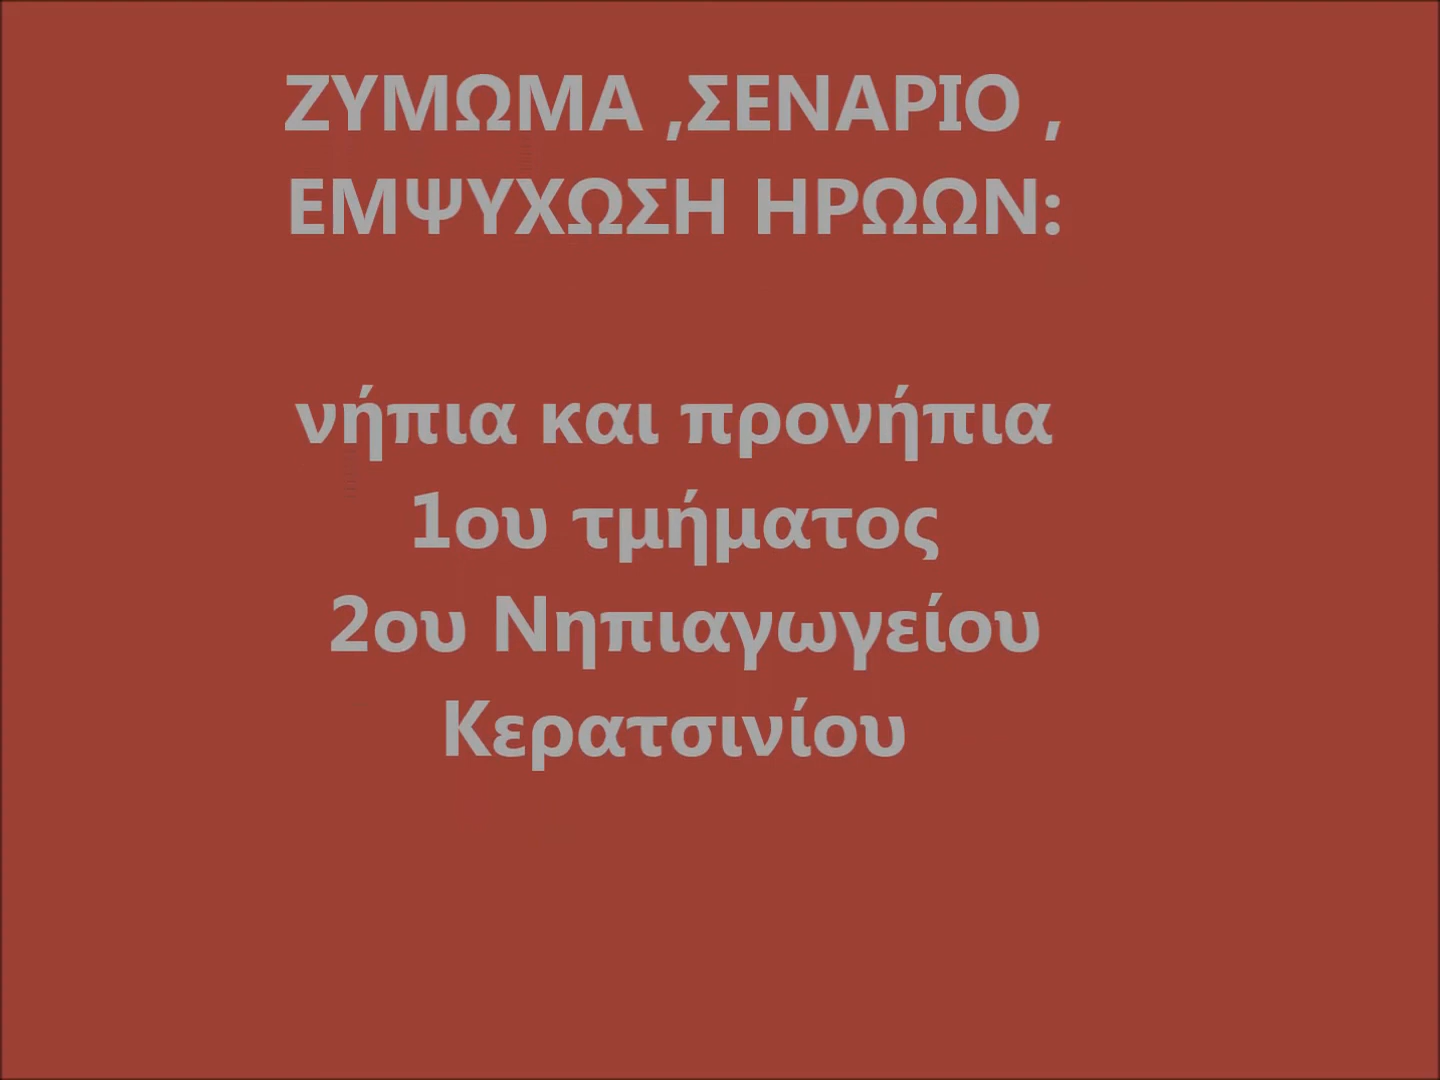 ΖΥΜΩΜΑ ,ΣΕΝΑΡΙΟ ,
ΕΜΨΥΧΩΣΗ ΗΡΩΩΝ:
νήπια και προνήπια
1ου τμήματος
2ου Νηπιαγωγείου
Κερατσινίου